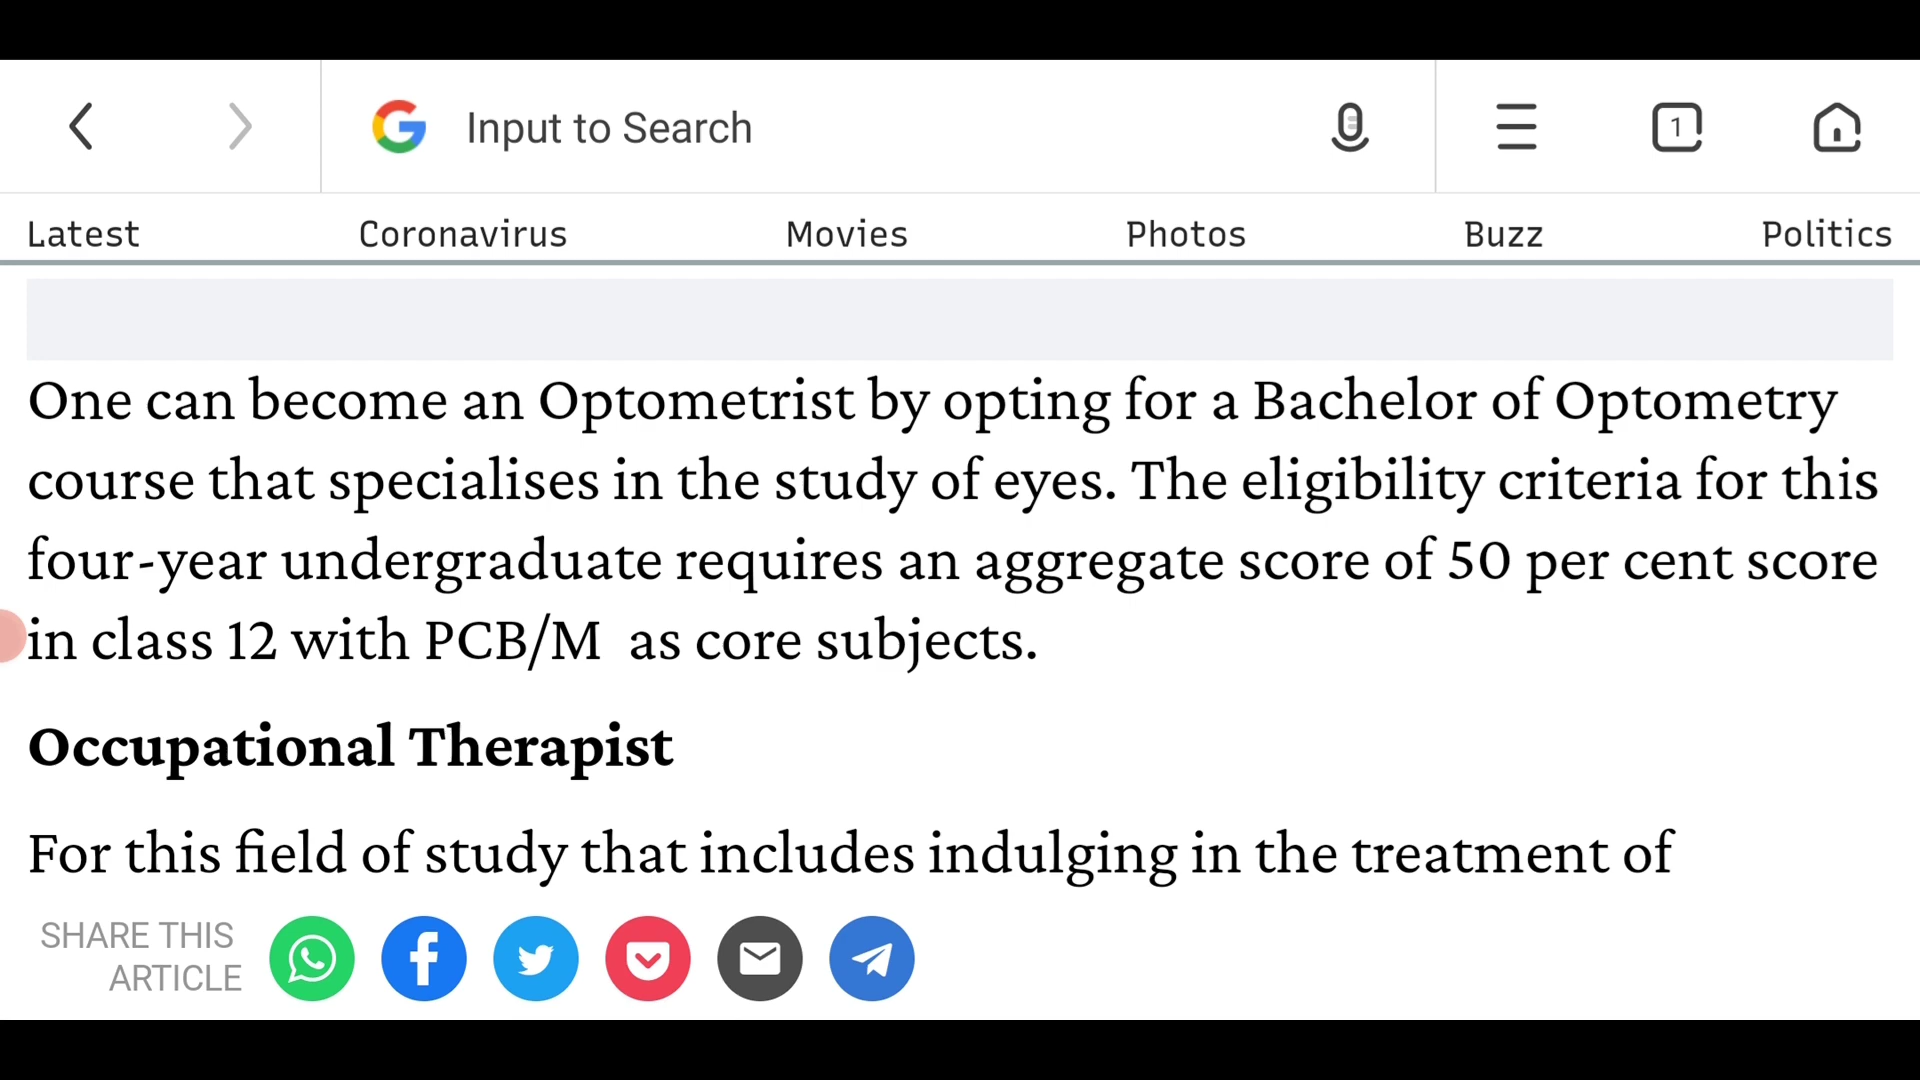 Input to Search
1
Latest Coronavirus Movies Photos Buzz Politics
One can become an Optometrist by opting for a Bachelor of Optometry
course that specialises in the study of eyes. The eligibility criteria for this
four-year undergraduate requires an aggregate score of 50 per cent score
in class 12 with PCB/M as core subjects.
Occupational Therapist
For this field of study that includes indulging in the treatment of
SHARE THIS
ARTICLE